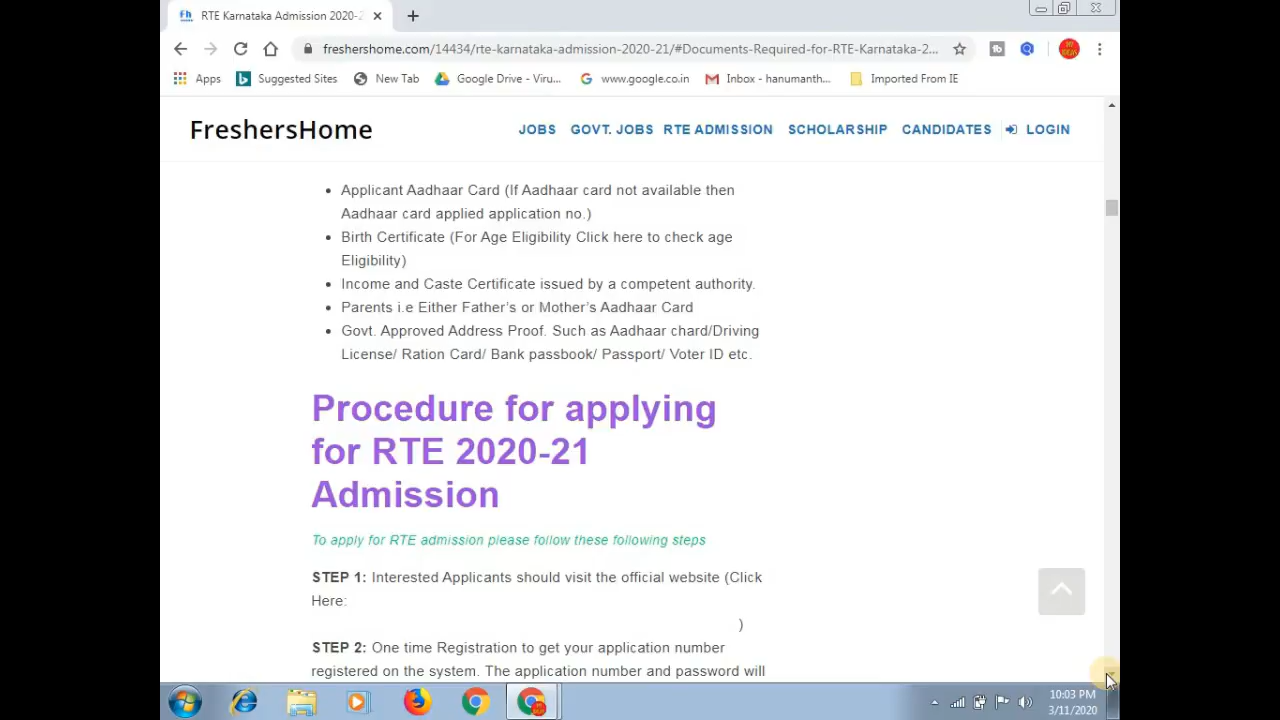 RTE Karnataka Admission 2020-2
freshershome.com/14434/rte-karnataka-admission-2020-21/#Documents-Required-for-RTE-Karnataka-2...
Apps Suggested Sites New Tab Google Drive - Viru... www.google.co.in Inbox - hanumanth... Imported From IE
FreshersHome JOBS GOVT. JOBS RTE ADMISSION SCHOLARSHIP CANDIDATES LOGIN
• Applicant Aadhaar Card (If Aadhaar card not available then
Aadhaar card applied application no.)
• Birth Certificate (For Age Eligibility Click here to check age
Eligibility)
• Income and Caste Certificate issued by a competent authority.
• Parents i.e Either Father's or Mother's Aadhaar Card
• Govt. Approved Address Proof. Such as Aadhaar chard/Driving
License/ Ration Card/ Bank passbook/ Passport/ Voter ID etc.
Procedure for applying
for RTE 2020-21
Admission
To apply for RTE admission please follow these following steps
STEP 1: Interested Applicants should visit the official website (Click
Here:
)
STEP 2: One time Registration to get your application number
registered on the system. The application number and password will
10:03 PM
3/11/2020